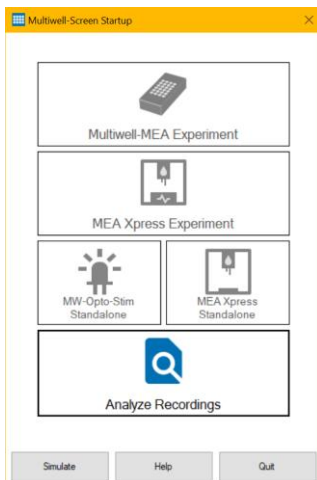 Multiwell-Screen Startup
Multiwell-MEA Experiment
MEA Xpress Experiment
MW-Opto-Stim
Standalone
MEA Xpress
Standalone
Analyze Recordings
Simulate
Help
Quit